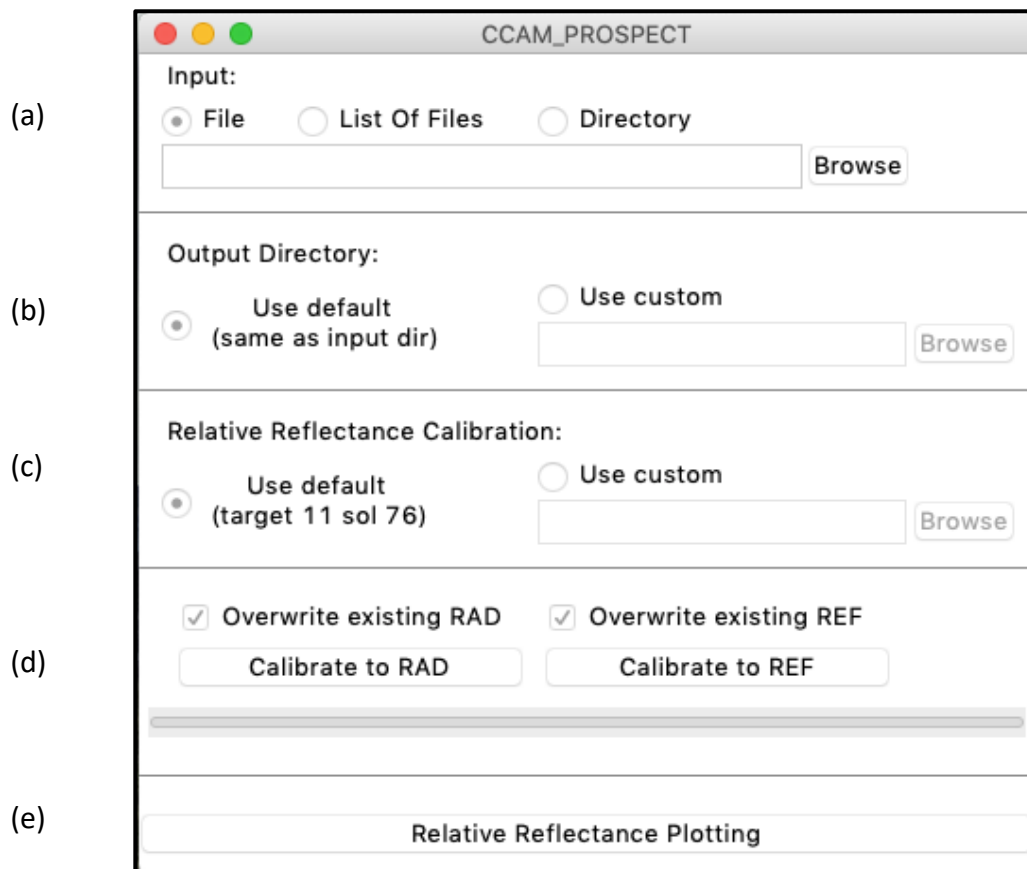 CCAM_PROSPECT
(a)
Input:
File List Of Files Directory
Browse
(b)
Output Directory:
Use default
(same as input dir)
Use custom
Browse
(c)
Relative Reflectance Calibration:
Use default
(target 11 sol 76)
Use custom
Browse
(d)
Overwrite existing RAD Overwrite existing REF
Calibrate to RAD Calibrate to REF
(e)
Relative Reflectance Plotting